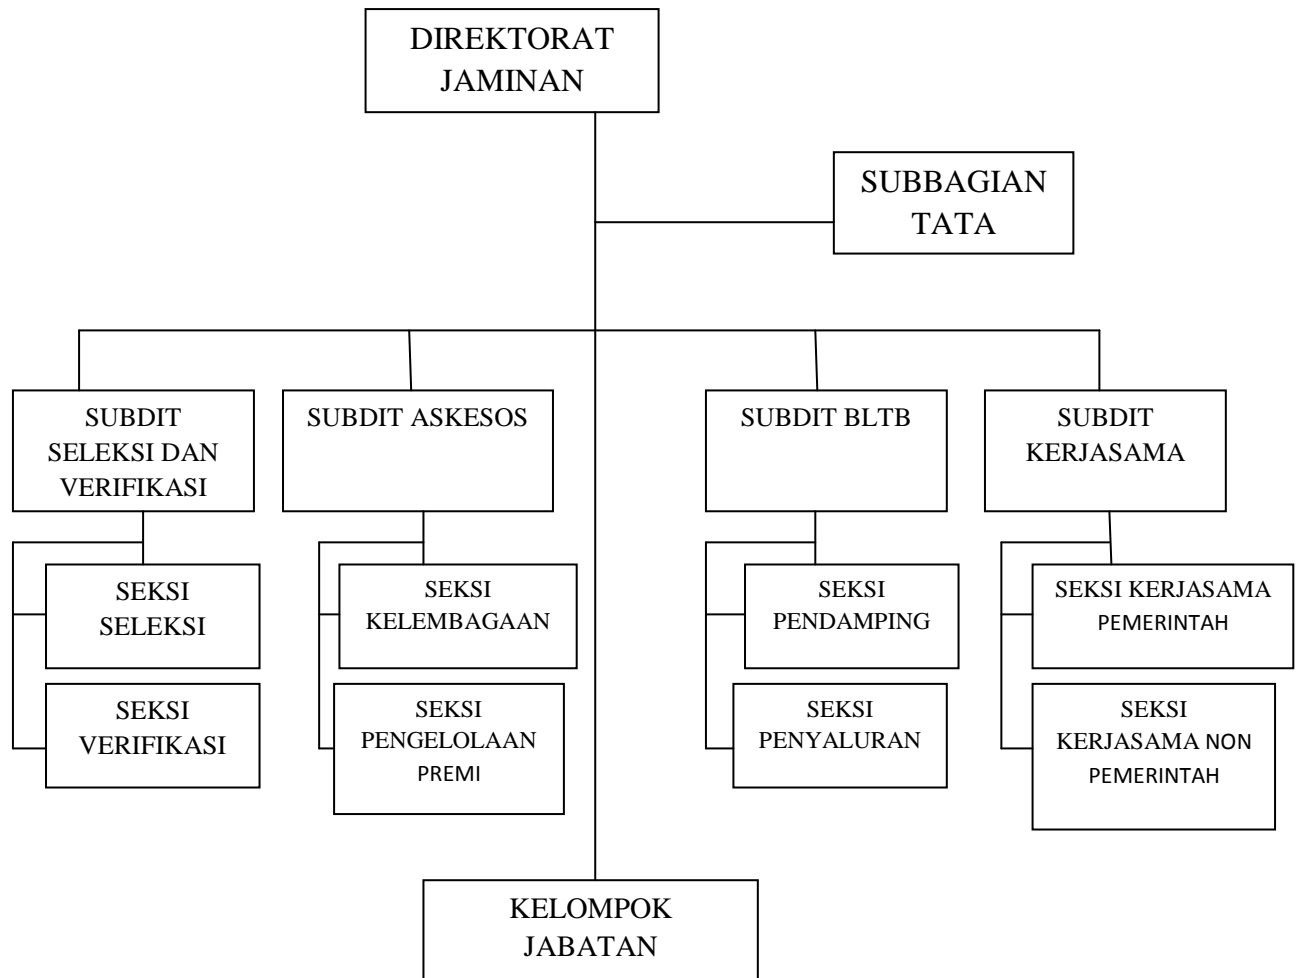 DIREKTORAT
JAMINAN
SUBBAGIAN
TATA
SUBDIT
SELEKSI DAN
VERIFIKASI
SUBDIT ASKESOS
SUBDIT BLTB
SUBDIT
KERJASAMA
SEKSI
SELEKSI
SEKSI
KELEMBAGAAN
SEKSI
PENDAMPING
SEKSI KERJASAMA
PEMERINTAH
SEKSI
VERIFIKASI
SEKSI
PENGELOLAAN
PREMI
SEKSI
PENYALURAN
SEKSI
KERJASAMA NON
PEMERINTAH
KELOMPOK
JABATAN